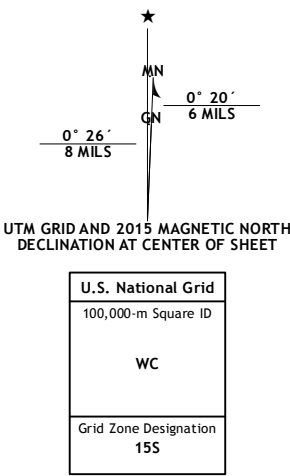 MN
0° 20´
GN
6 MILS
0° 26´
8 MILS
UTM GRID AND 2015 MAGNETIC NORTH
DECLINATION AT CENTER OF SHEET
U.S. National Grid
100,000-m Square ID
WC
Grid Zone Designation
15S